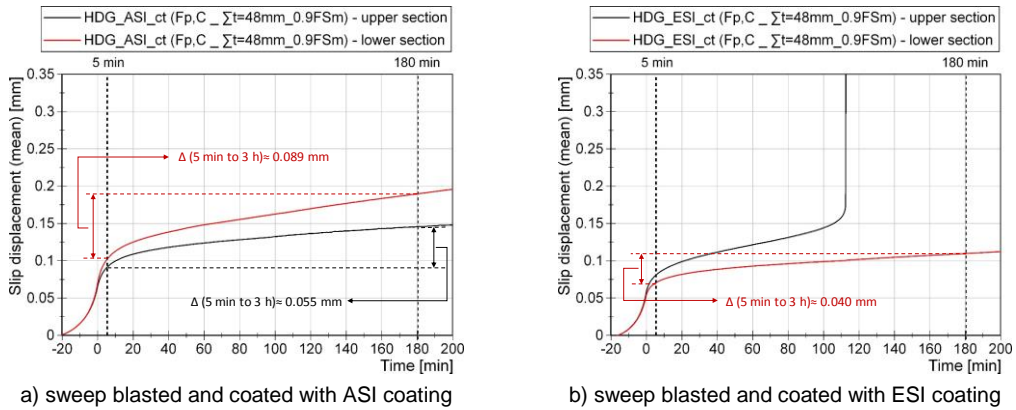 HDG_ASI_ct (Fp,C _ ∑t=48mm_0.9FSm) - upper section
HDG_ASI_ct (Fp,C _ ∑t=48mm_0.9FSm) - lower section
5 min
180 min
Slip displacement (mean) [mm]
0.35
0.3
0.25
0.2
0.15
0.1
0.05
0
Δ (5 min to 3 h)≈ 0.089 mm
Δ (5 min to 3 h)≈ 0.055 mm
-20 0 20 40 60 80 100 120 140 160 180 200
Time [min]
a) sweep blasted and coated with ASI coating
HDG_ESI_ct (Fp,C _ ∑t=48mm_0.9FSm) - upper section
HDG_ESI_ct (Fp,C _ ∑t=48mm_0.9FSm) - lower section
5 min
180 min
Slip displacement (mean) [mm]
0.35
0.3
0.25
0.2
0.15
0.1
0.05
0
Δ (5 min to 3 h)≈ 0.040 mm
-20 0 20 40 60 80 100 120 140 160 180 200
Time [min]
b) sweep blasted and coated with ESI coating